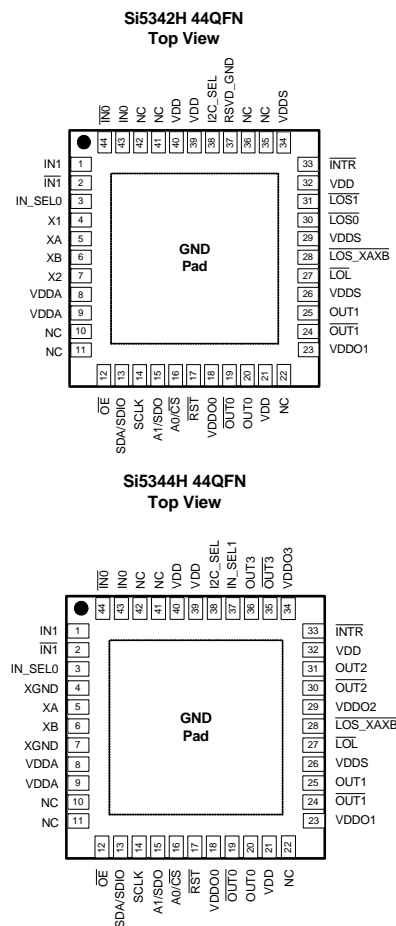 Si5342H 44QFN
Top View
IN0 IN0 NC NC VDD VDD I2C_SEL RSVD_GND NC NC VDDS
44 43 42 41 40 39 38 37 36 35 34
IN1 1
IN1 2
IN_SEL0 3
X1 4
XA 5
XB 6
X2 7
VDDA 8
VDDA 9
NC 10
NC 11
GND
Pad
33 INTR
32 VDD
31 LOS1
30 LOS0
29 VDDS
28 LOS_XAXB
27 LOL
26 VDDS
25 OUT1
24 OUT1
23 VDDO1
12 13 14 15 16 17 18 19 20 21 22
OE SDA/SDIO SCLK A1/SDO A0/CS RST VDDO0 OUT0 OUT0 VDD NC
Si5344H 44QFN
Top View
IN0 IN0 NC NC VDD VDD I2C_SEL IN_SEL1 OUT3 OUT3 VDDO3
44 43 42 41 40 39 38 37 36 35 34
IN1 1
IN1 2
IN_SEL0 3
XGND 4
XA 5
XB 6
XGND 7
VDDA 8
VDDA 9
NC 10
NC 11
GND
Pad
33 INTR
32 VDD
31 OUT2
30 OUT2
29 VDDO2
28 LOS_XAXB
27 LOL
26 VDDS
25 OUT1
24 OUT1
23 VDDO1
12 13 14 15 16 17 18 19 20 21 22
OE SDA/SDIO SCLK A1/SDO A0/CS RST VDDO0 OUT0 OUT0 VDD NC